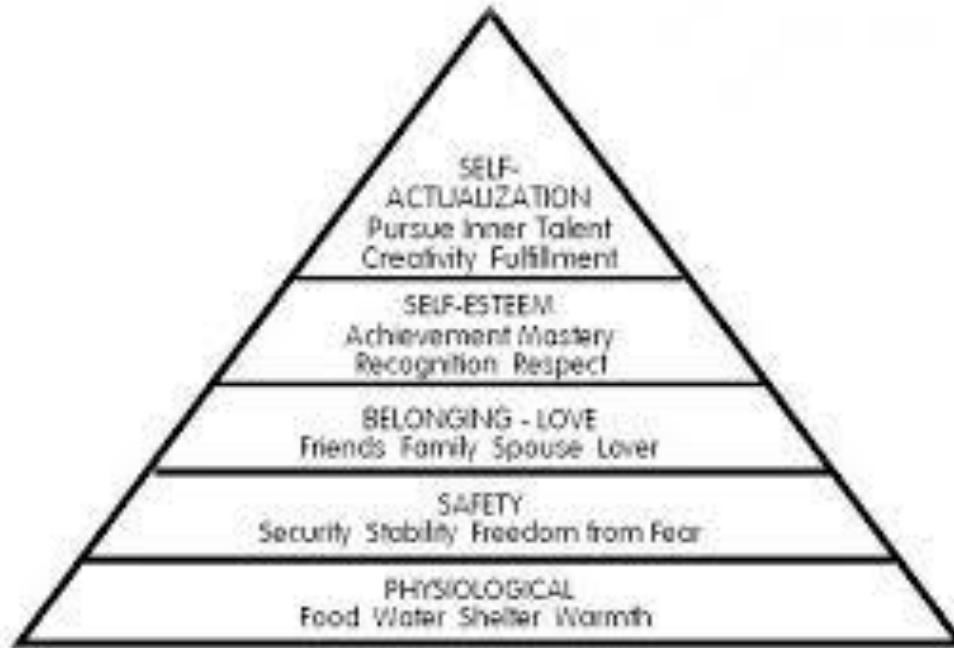 SELF-
ACTUALIZATION
Pursue Inner Talent
Creativity Fulfillment
SELF-ESTEEM
Achievement Mastery
Recognition Respect
BELONGING - LOVE
Friends Family Spouse Lover
SAFETY
Security Stability Freedom from Fear
PHYSIOLOGICAL
Food Water Shelter Warmth